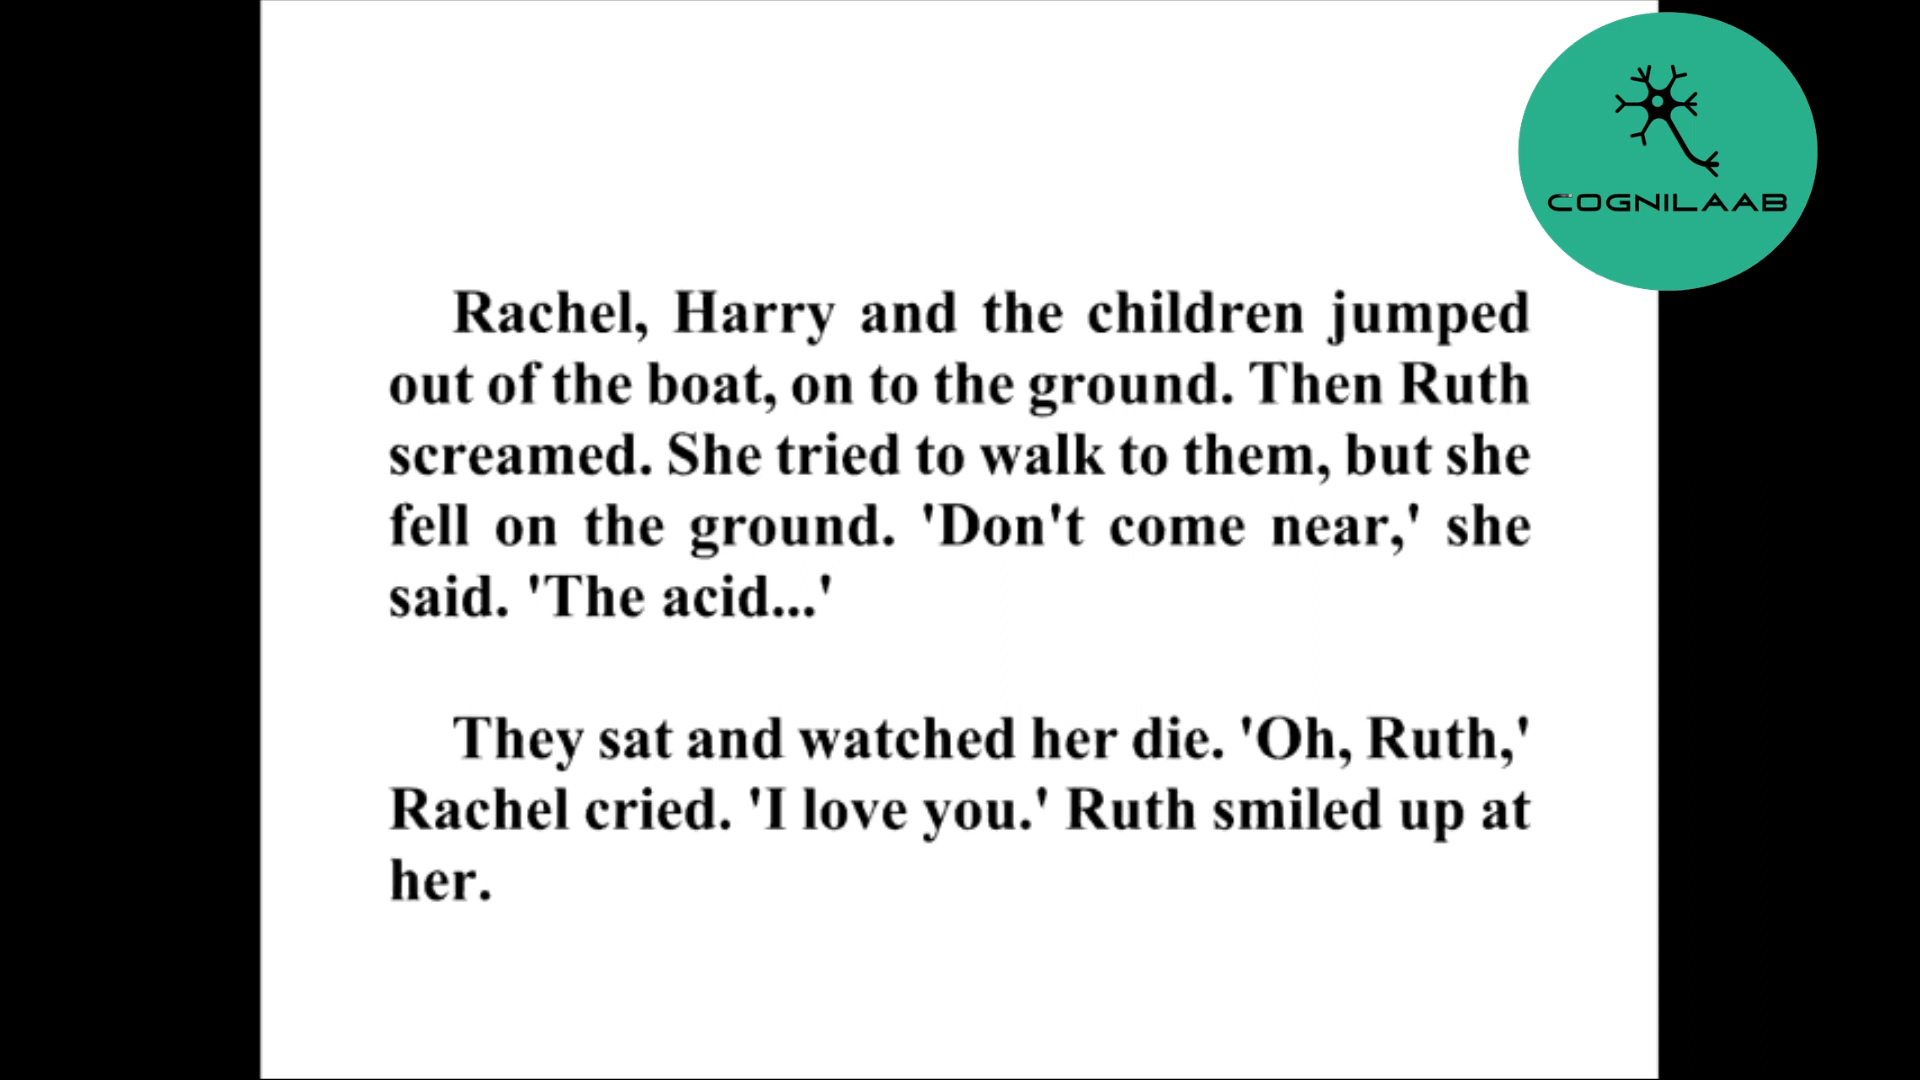 COGNILAAB
Rachel, Harry and the children jumped
out of the boat, on to the ground. Then Ruth
screamed. She tried to walk to them, but she
fell on the ground. 'Don't come near,' she
said. 'The acid...'
They sat and watched her die. 'Oh, Ruth,'
Rachel cried. 'I love you.' Ruth smiled up at
her.